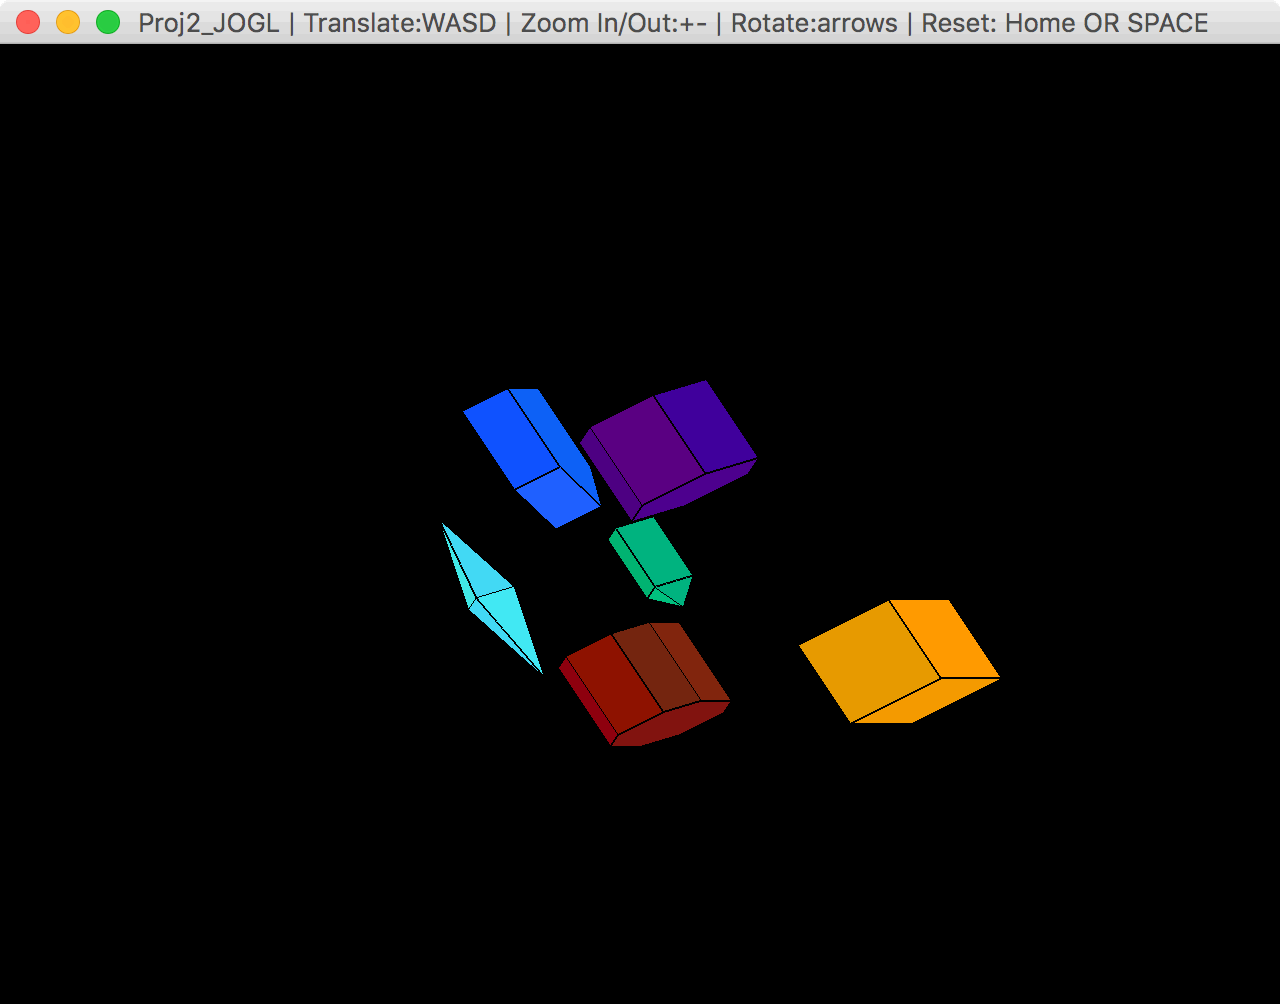 Proj2_JOGL | Translate:WASD | Zoom In/Out:+- | Rotate:arrows | Reset: Home OR SPACE